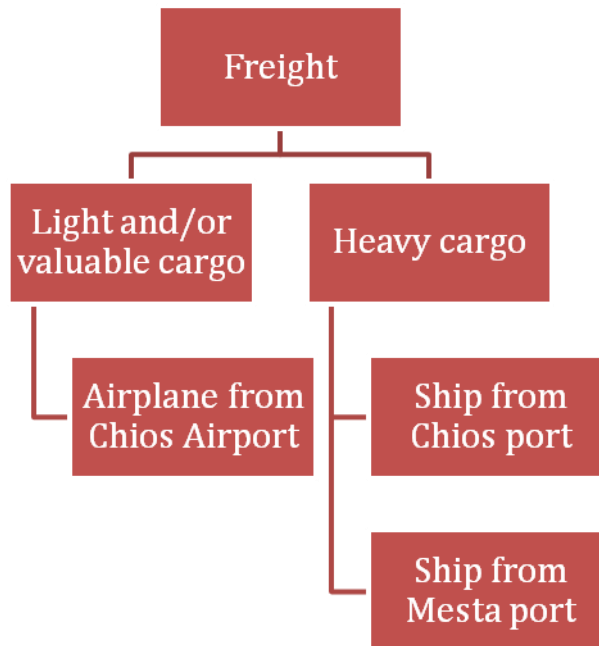 Freight
Light and/or
valuable cargo
Heavy cargo
Airplane from
Chios Airport
Ship from
Chios port
Ship from
Mesta port